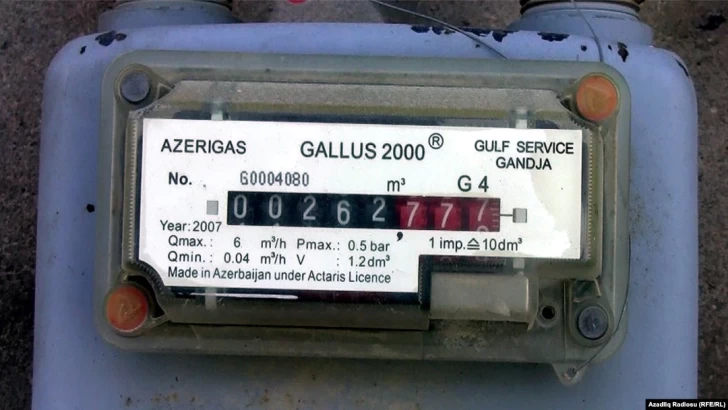 AZERIGAS
GALLUS 2000®
GULF SERVICE
GANDJA
No. G0004080
m³
G 4
00262777
Year: 2007
Qmax.: 6 m³/h Pmax.: 0.5 bar
1 imp.≙10dm³
Qmin.: 0.04 m³/h V : 1.2dm³
Made in Azerbaijan under Actaris Licence
Azadlıq Radiosu (RFE/RL)